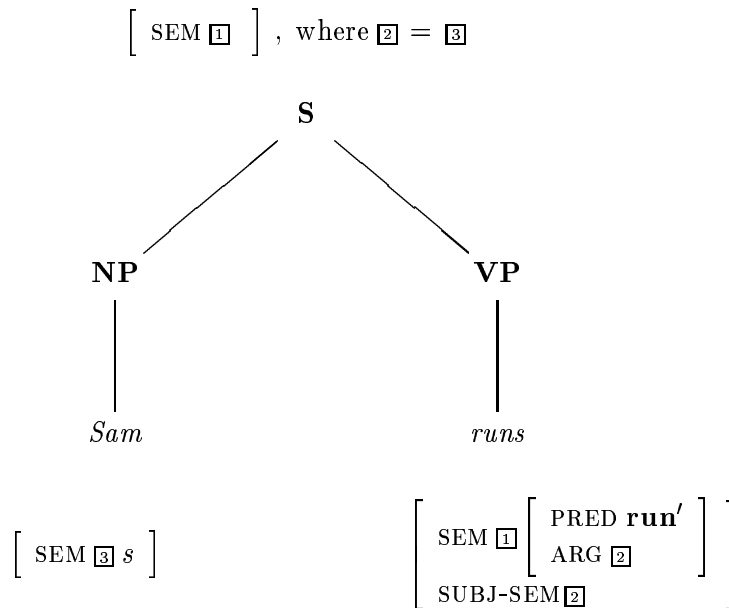 [ SEM 1 ] , where 2 = 3
S
NP VP
Sam runs
[ SEM 3 s ]
SEM 1 [ PRED run′
ARG 2 ]
SUBJ-SEM 2